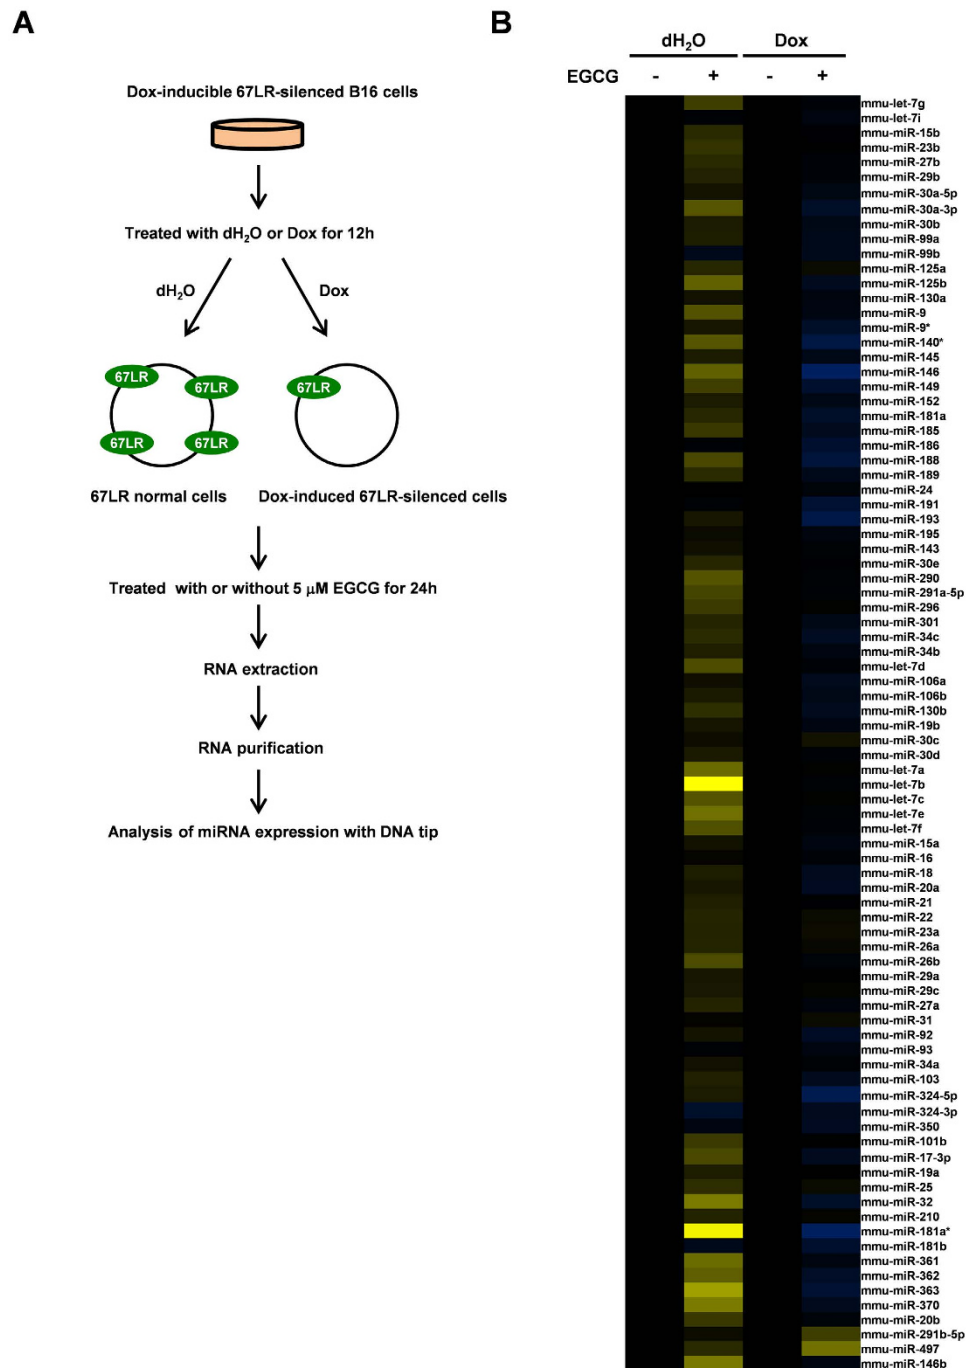 A
Dox-inducible 67LR-silenced B16 cells
Treated with dH₂O or Dox for 12h
dH₂O
Dox
67LR
67LR
67LR
67LR
67LR
67LR normal cells
Dox-induced 67LR-silenced cells
Treated with or without 5 μM EGCG for 24h
RNA extraction
RNA purification
Analysis of miRNA expression with DNA tip
B
dH₂O
Dox
EGCG - + - +
mmu-let-7g
mmu-let-7i
mmu-miR-15b
mmu-miR-23b
mmu-miR-27b
mmu-miR-29b
mmu-miR-30a-5p
mmu-miR-30a-3p
mmu-miR-30b
mmu-miR-99a
mmu-miR-99b
mmu-miR-125a
mmu-miR-125b
mmu-miR-130a
mmu-miR-9
mmu-miR-9*
mmu-miR-140*
mmu-miR-145
mmu-miR-146
mmu-miR-149
mmu-miR-152
mmu-miR-181a
mmu-miR-185
mmu-miR-186
mmu-miR-188
mmu-miR-189
mmu-miR-24
mmu-miR-191
mmu-miR-193
mmu-miR-195
mmu-miR-143
mmu-miR-30e
mmu-miR-290
mmu-miR-291a-5p
mmu-miR-296
mmu-miR-301
mmu-miR-34c
mmu-miR-34b
mmu-let-7d
mmu-miR-106a
mmu-miR-106b
mmu-miR-130b
mmu-miR-19b
mmu-miR-30c
mmu-miR-30d
mmu-let-7a
mmu-let-7b
mmu-let-7c
mmu-let-7e
mmu-let-7f
mmu-miR-15a
mmu-miR-16
mmu-miR-18
mmu-miR-20a
mmu-miR-21
mmu-miR-22
mmu-miR-23a
mmu-miR-26a
mmu-miR-26b
mmu-miR-29a
mmu-miR-29c
mmu-miR-27a
mmu-miR-31
mmu-miR-92
mmu-miR-93
mmu-miR-34a
mmu-miR-103
mmu-miR-324-5p
mmu-miR-324-3p
mmu-miR-350
mmu-miR-101b
mmu-miR-17-3p
mmu-miR-19a
mmu-miR-25
mmu-miR-32
mmu-miR-210
mmu-miR-181a*
mmu-miR-181b
mmu-miR-361
mmu-miR-362
mmu-miR-363
mmu-miR-370
mmu-miR-20b
mmu-miR-291b-5p
mmu-miR-497
mmu-miR-146b